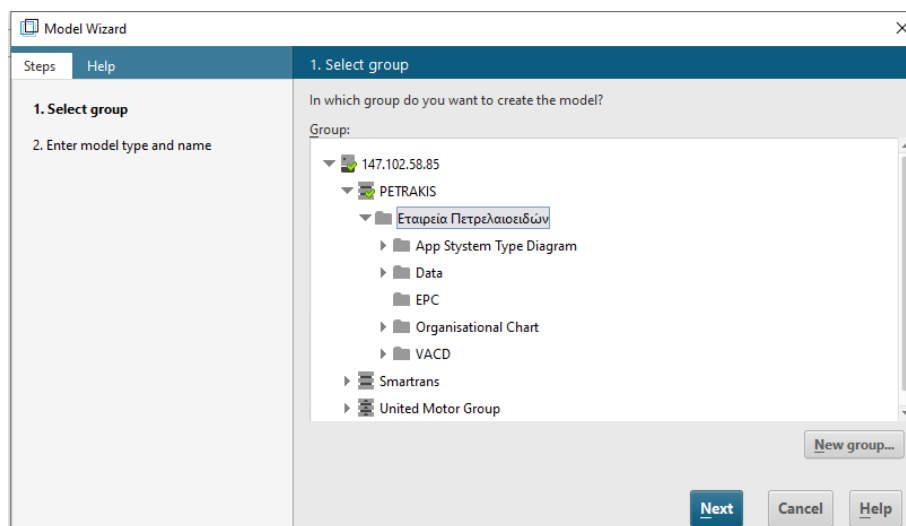 Model Wizard
Steps
Help
1. Select group
2. Enter model type and name
1. Select group
In which group do you want to create the model?
Group:
147.102.58.85
PETRAKIS
Εταιρεία Πετρελαιοειδών
App Stystem Type Diagram
Data
EPC
Organisational Chart
VACD
Smartrans
United Motor Group
New group...
Next
Cancel
Help